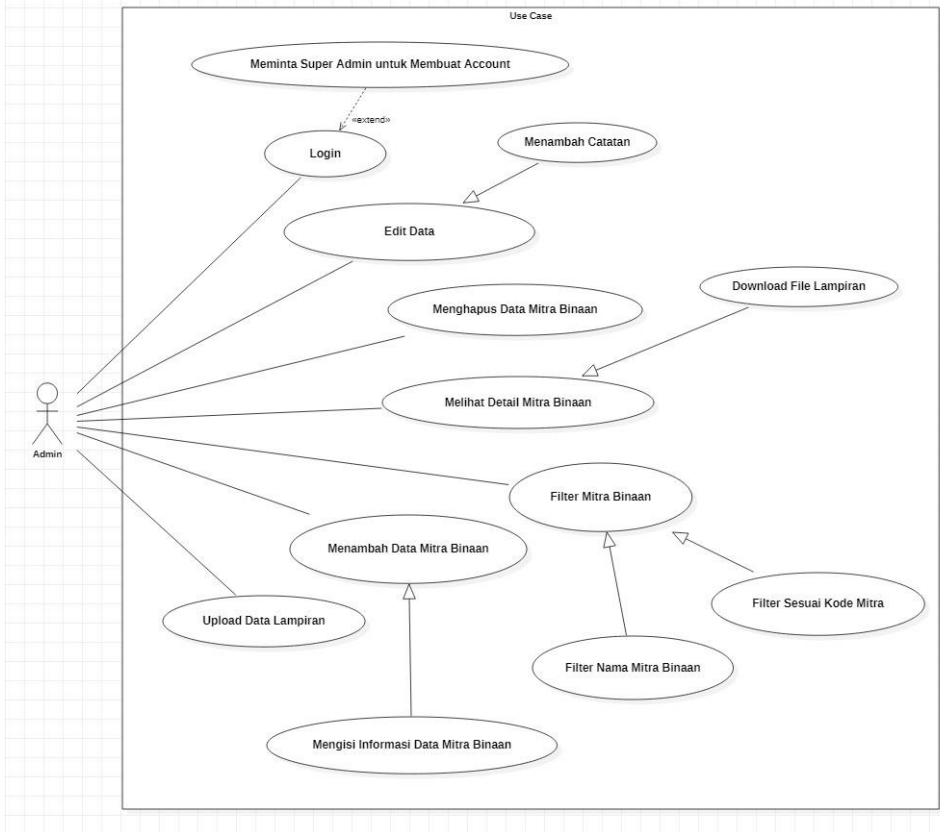 Use Case
Meminta Super Admin untuk Membuat Account
«extend»
Login
Menambah Catatan
Edit Data
Download File Lampiran
Menghapus Data Mitra Binaan
Melihat Detail Mitra Binaan
Admin
Filter Mitra Binaan
Menambah Data Mitra Binaan
Filter Sesuai Kode Mitra
Upload Data Lampiran
Filter Nama Mitra Binaan
Mengisi Informasi Data Mitra Binaan